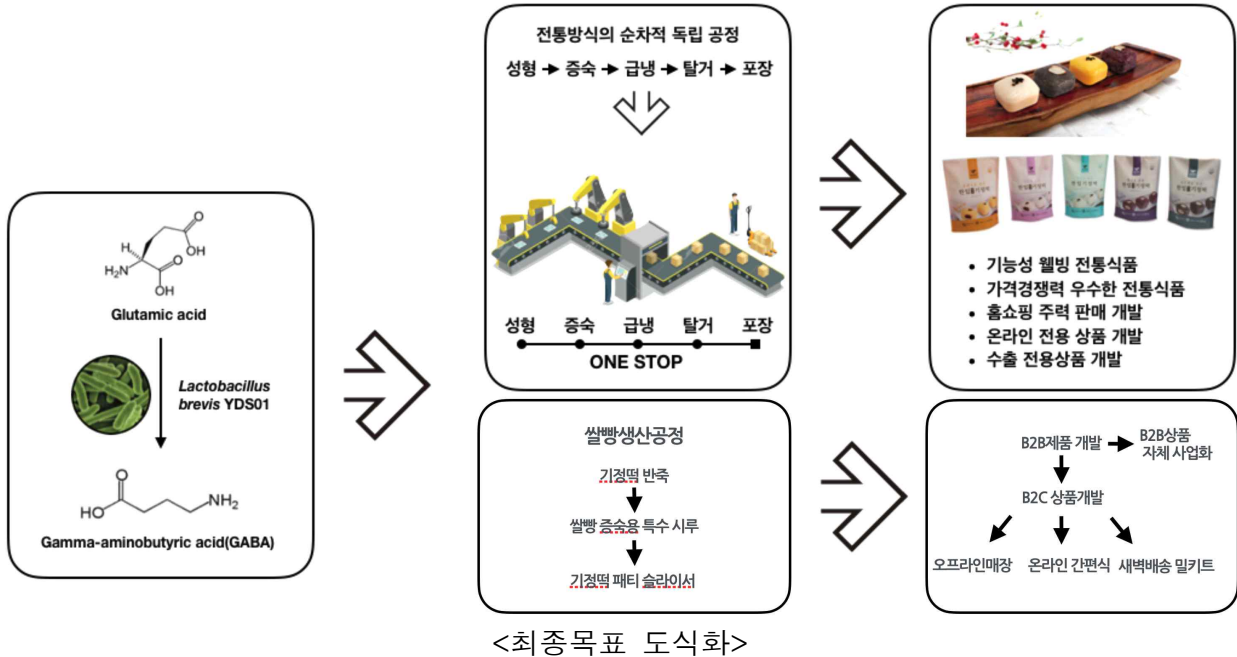 O
OH
H
H₂N
O
OH
Glutamic acid
Lactobacillus
brevis YDS01
O
HO
NH₂
Gamma-aminobutyric acid(GABA)
전통방식의 순차적 독립 공정
성형 → 증숙 → 급냉 → 탈거 → 포장
성형 증숙 급냉 탈거 포장
ONE STOP
쌀빵생산공정
기정떡 반죽
쌀빵 증숙용 특수 시루
기정떡 패티 슬라이서
• 기능성 웰빙 전통식품
• 가격경쟁력 우수한 전통식품
• 홈쇼핑 주력 판매 개발
• 온라인 전용 상품 개발
• 수출 전용상품 개발
B2B제품 개발 → B2B상품
자체 사업화
B2C 상품개발
오프라인매장 온라인 간편식 새벽배송 밀키트
<최종목표 도식화>